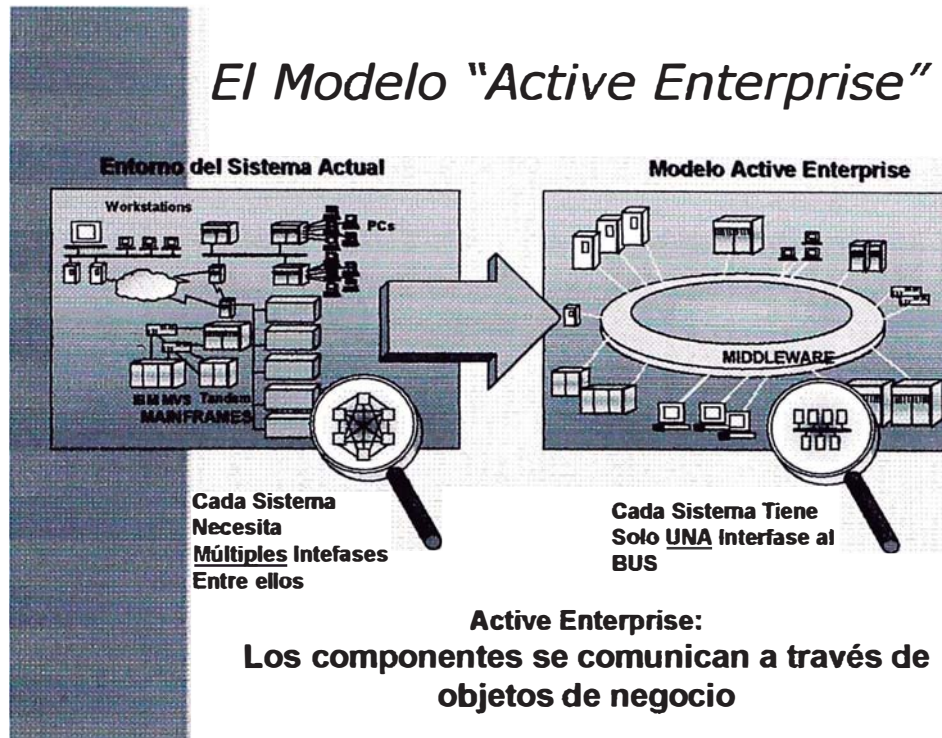 El Modelo “Active Enterprise”
Entorno del Sistema Actual
Workstations
PCs
IBM MVS Tandem
MAINFRAMES
Cada Sistema
Necesita
Múltiples Intefases
Entre ellos
Modelo Active Enterprise
MIDDLEWARE
Cada Sistema Tiene
Solo UNA Interfase al
BUS
Active Enterprise:
Los componentes se comunican a través de
objetos de negocio